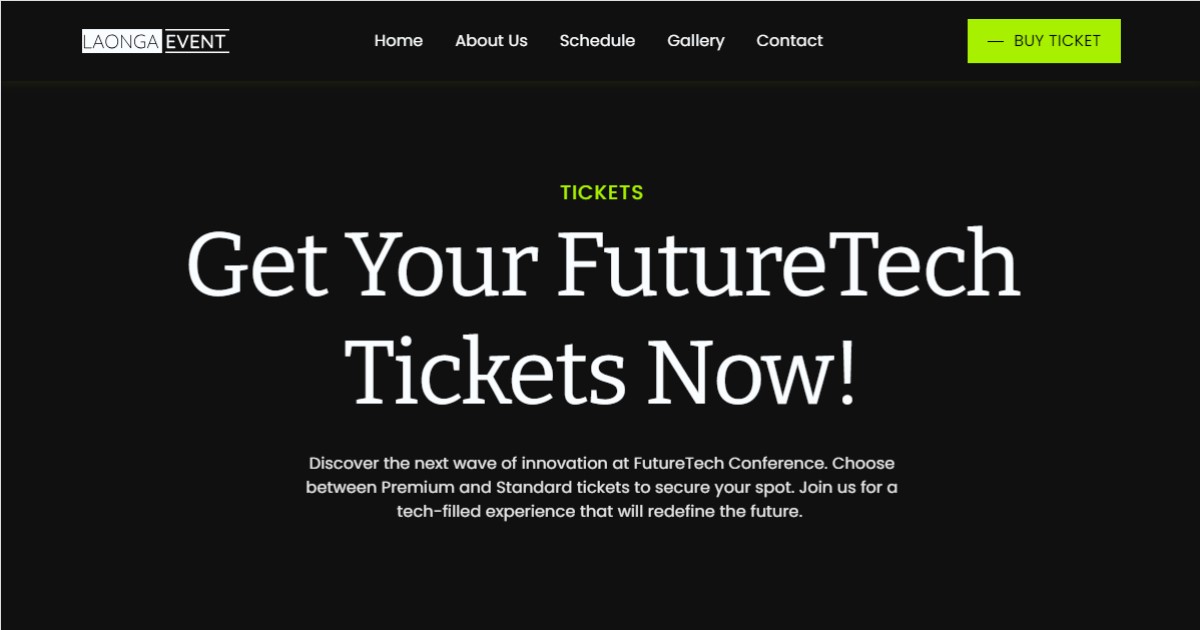 LAONGA EVENT
Home
About Us
Schedule
Gallery
Contact
— BUY TICKET
TICKETS
Get Your FutureTech
Tickets Now!
Discover the next wave of innovation at FutureTech Conference. Choose
between Premium and Standard tickets to secure your spot. Join us for a
tech-filled experience that will redefine the future.